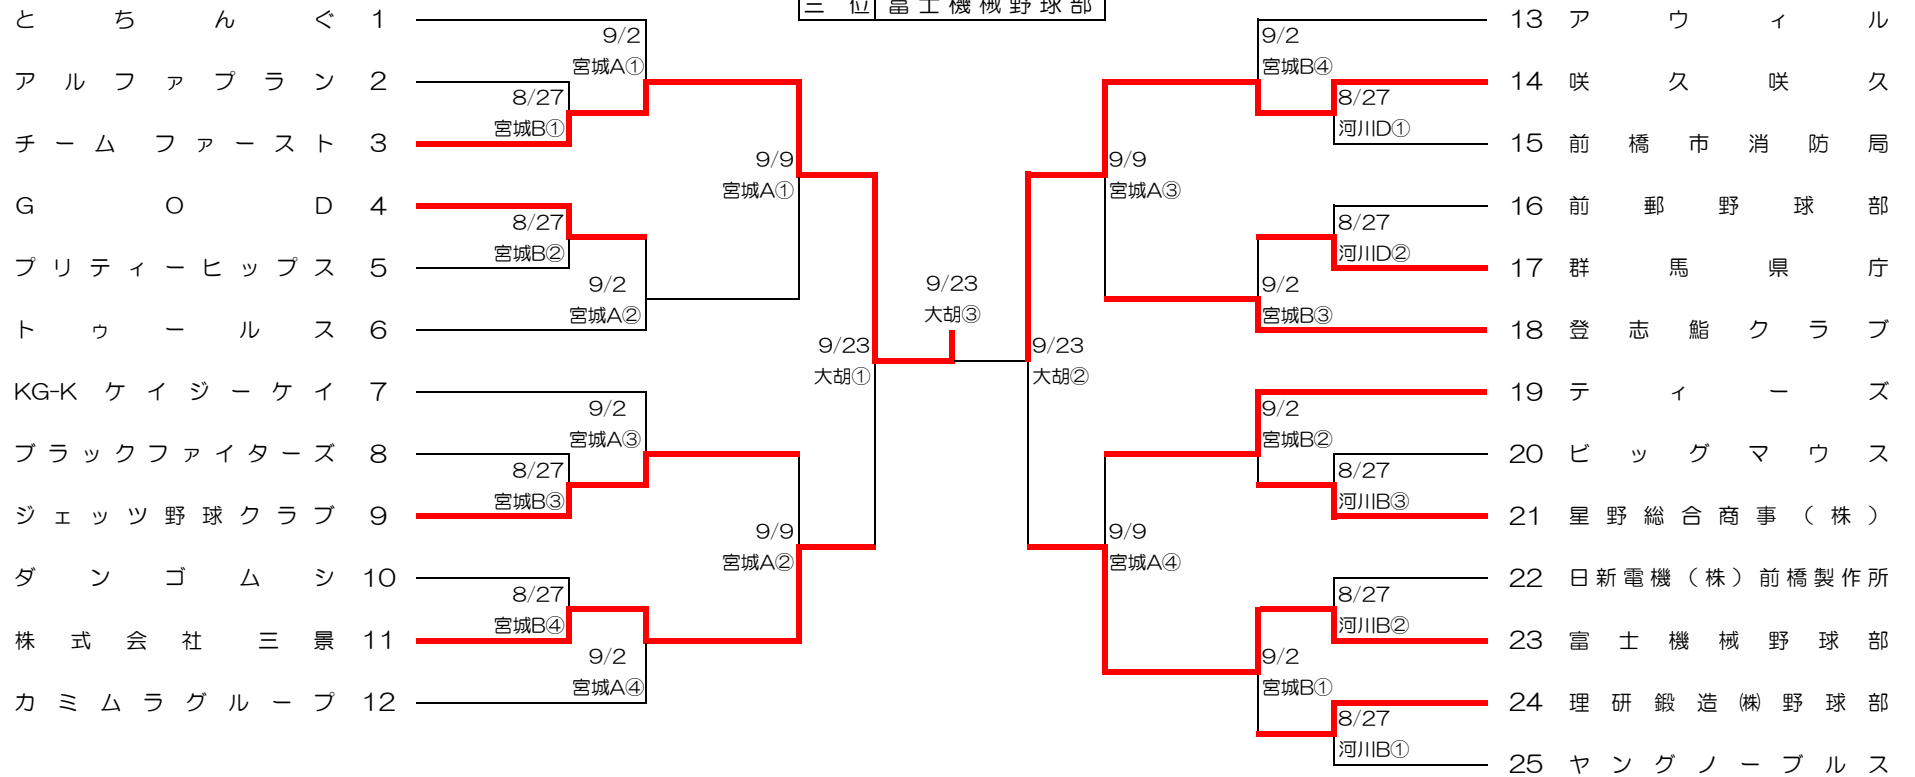 三位 富士機械野球部
とちんぐ 1
アルファプラン 2
チームファースト 3
GOD 4
プリティーヒップス 5
トゥールス 6
KG-K ケイジーケイ 7
ブラックファイターズ 8
ジェッツ野球クラブ 9
ダンゴムシ 10
株式会社 三景 11
カミムラグループ 12
9/2
宮城A①
8/27
宮城B①
8/27
宮城B②
9/2
宮城A②
9/2
宮城A③
8/27
宮城B③
8/27
宮城B④
9/2
宮城A④
9/9
宮城A①
9/9
宮城A②
9/23
大胡①
9/23
大胡③
9/23
大胡②
9/9
宮城A③
9/9
宮城A④
9/2
宮城B④
8/27
河川D①
8/27
河川D②
9/2
宮城B③
9/2
宮城B②
8/27
河川B③
8/27
河川B②
9/2
宮城B①
8/27
河川B①
13 アウィル
14 咲久咲久
15 前橋市消防局
16 前郵野球部
17 群馬県庁
18 登志鮨クラブ
19 ティーズ
20 ビッグマウス
21 星野総合商事(株)
22 日新電機(株)前橋製作所
23 富士機械野球部
24 理研鍛造㈱野球部
25 ヤングノーブルス